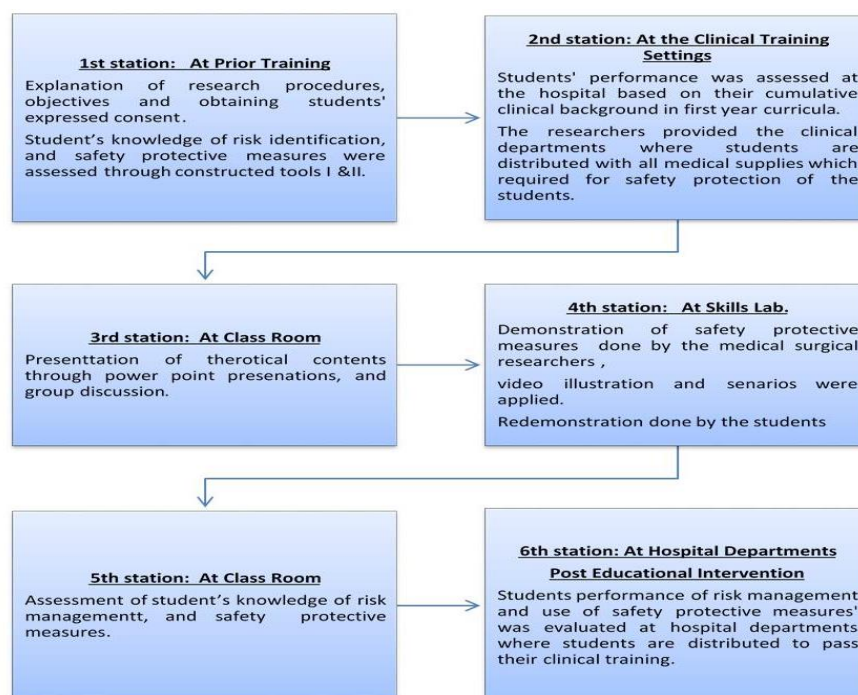 1st station: At Prior Training
Explanation of research procedures,
objectives and obtaining students'
expressed consent.
Student’s knowledge of risk identification,
and safety protective measures were
assessed through constructed tools I &II.
2nd station: At the Clinical Training
Settings
Students' performance was assessed at
the hospital based on their cumulative
clinical background in first year curricula.
The researchers provided the clinical
departments where students are
distributed with all medical supplies which
required for safety protection of the
students.
3rd station: At Class Room
Presenttation of therotical contents
through power point presenations, and
group discussion.
4th station: At Skills Lab.
Demonstration of safety protective
measures done by the medical surgical
researchers ,
video illustration and senarios were
applied.
Redemonstration done by the students
5th station: At Class Room
Assessment of student’s knowledge of risk
managementt, and safety protective
measures.
6th station: At Hospital Departments
Post Educational Intervention
Students performance of risk management
and use of safety protective measures'
was evaluated at hospital departments
where students are distributed to pass
their clinical training.